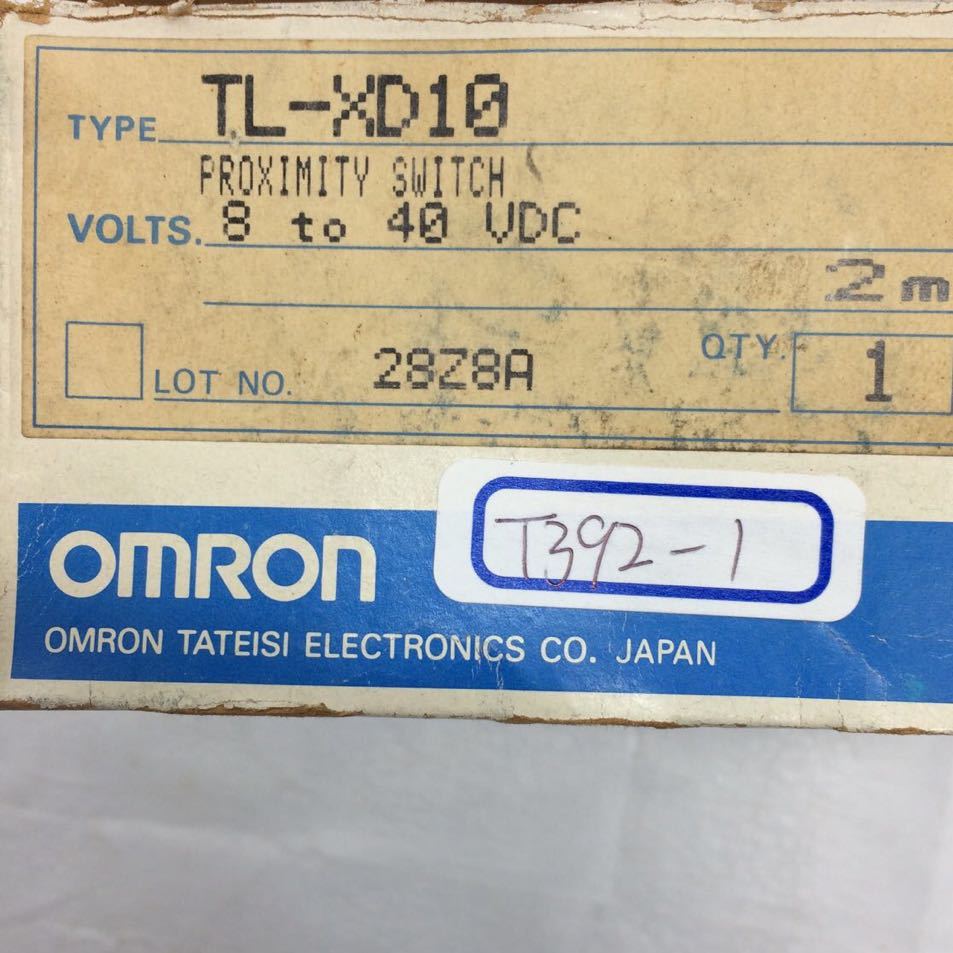 TYPE TL-XD10
PROXIMITY SWITCH
VOLTS. 8 to 40 VDC
2m
LOT NO. 28Z8A QTY. 1
OMRON
T392-1
OMRON TATEISI ELECTRONICS CO. JAPAN